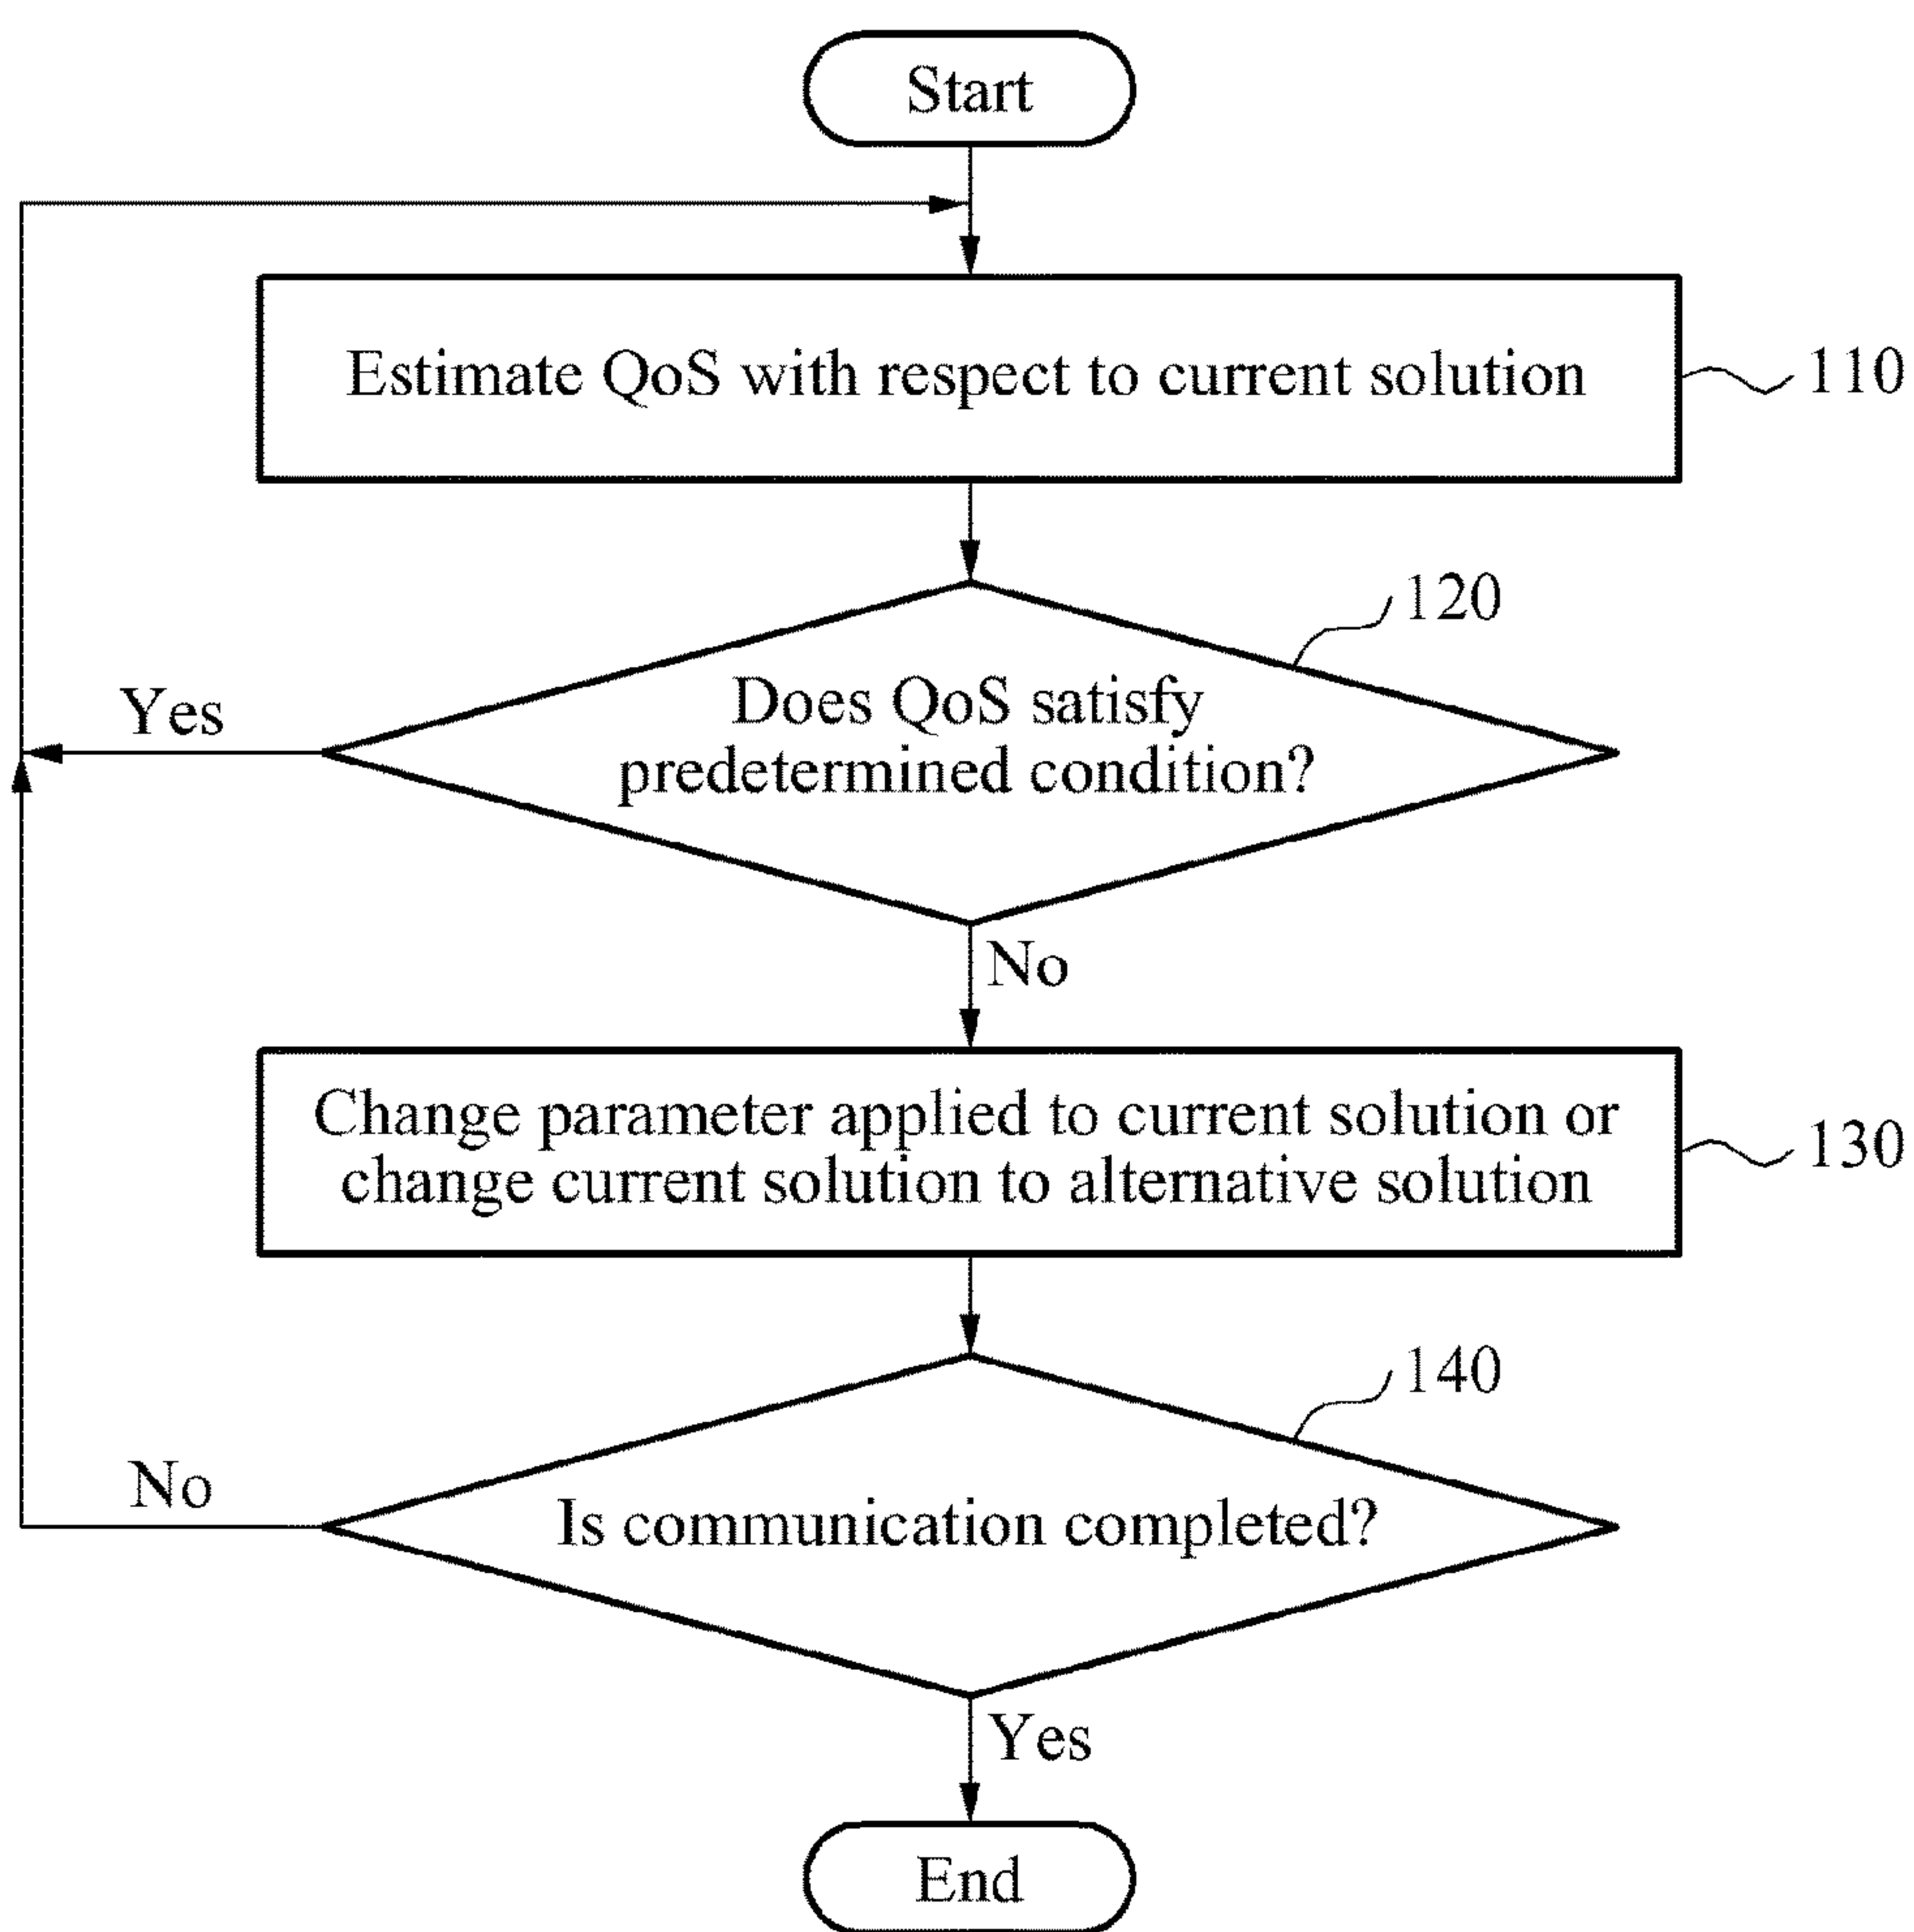 Start
Estimate QoS with respect to current solution
110
120
Does QoS satisfy
predetermined condition?
Yes
No
Change parameter applied to current solution or
change current solution to alternative solution
130
140
Is communication completed?
No
Yes
End